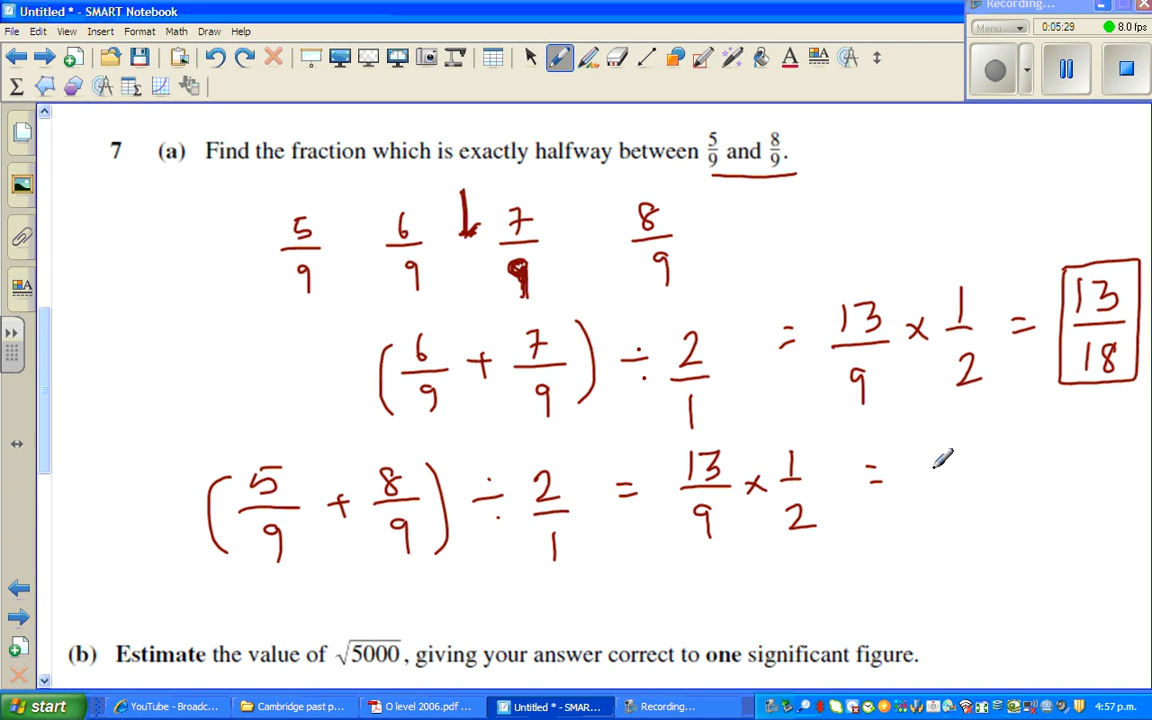 Untitled * - SMART Notebook
Recording...
File Edit View Insert Format Math Draw Help
Menu 0:05:29 8.0 fps
7 (a) Find the fraction which is exactly halfway between 5/9 and 8/9.
5/9 6/9 7/9 8/9
(6/9 + 7/9) ÷ 2/1 = 13/9 × 1/2 = 13/18
(5/9 + 8/9) ÷ 2/1 = 13/9 × 1/2 =
(b) Estimate the value of √5000, giving your answer correct to one significant figure.
start YouTube - Broadc... Cambridge past p... O level 2006.pdf ... Untitled * - SMAR... Recording... 4:57 p.m.